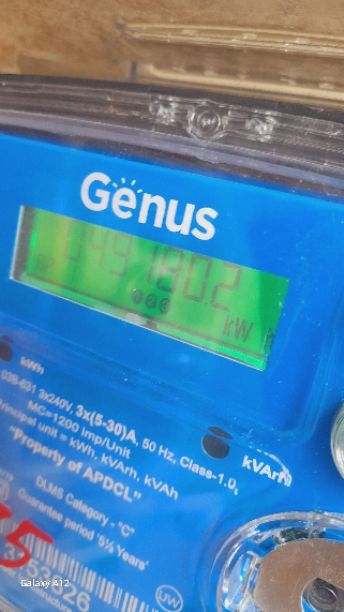 Genus
kW
kWh
3x240V, 3x(5-30)A, 50 Hz, Class-1.0,
MC=1200 imp/Unit
Principal unit = kWh, kVArh, kVAh
kVArh
"Property of APDCL"
DLMS Category - "C"
Guarantee period '5½ Years'
5
Galaxy A12